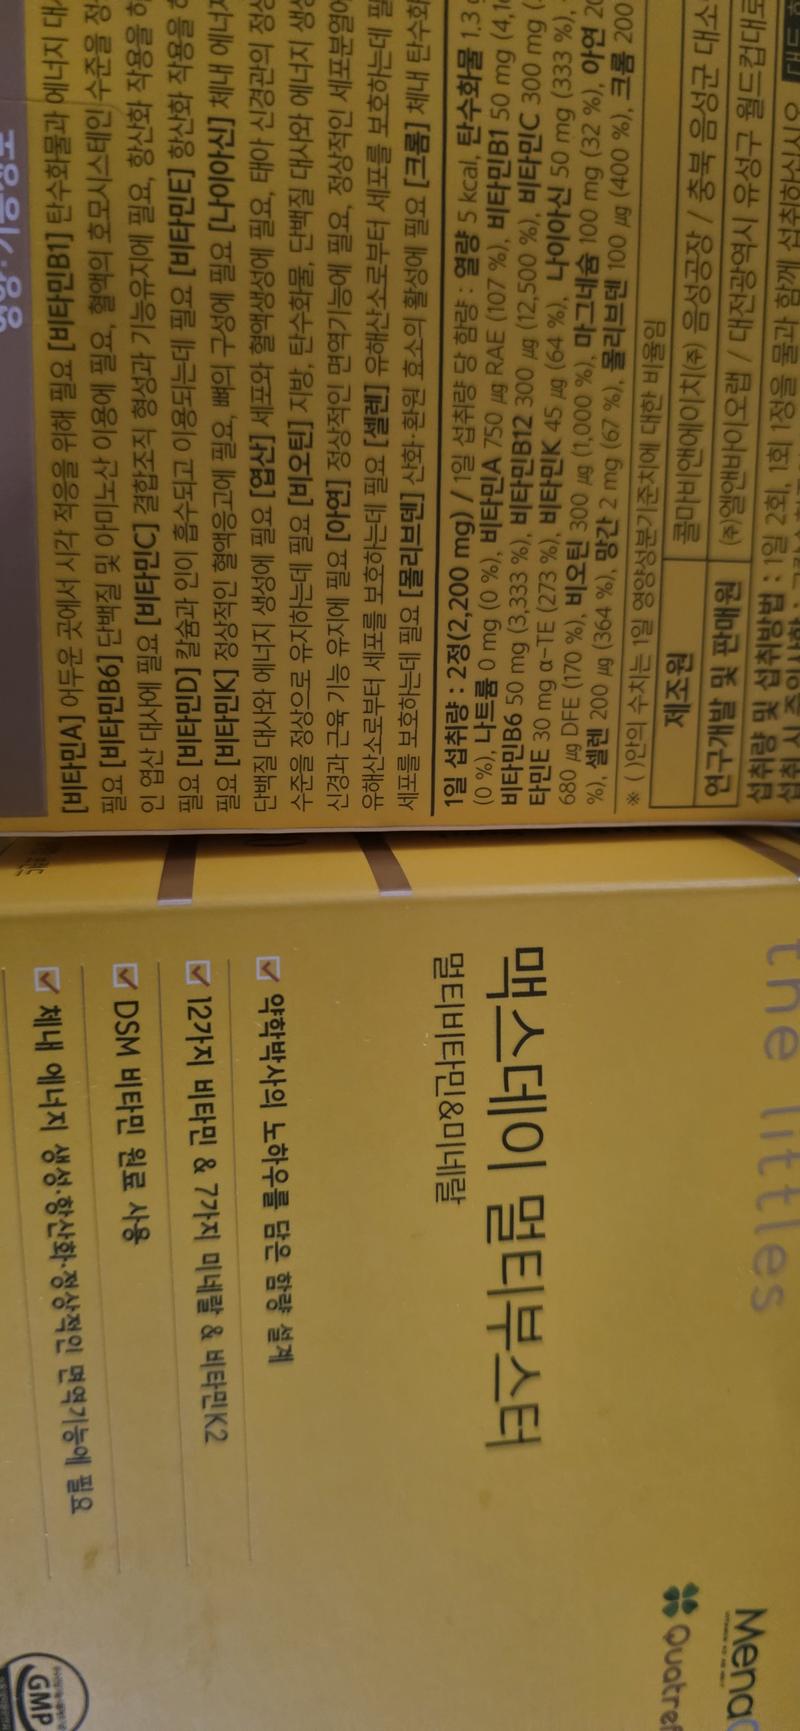 영양·기능정보
[비타민A] 어두운 곳에서 시각 적응을 위해 필요 [비타민B1] 탄수화물과 에너지 대
필요 [비타민B6] 단백질 및 아미노산 이용에 필요, 혈액의 호모시스테인 수준을 정
인 엽산 대사에 필요 [비타민C] 결합조직 형성과 기능유지에 필요, 항산화 작용을 하
필요 [비타민D] 칼슘과 인이 흡수되고 이용되는데 필요 [비타민E] 항산화 작용을 하
필요 [비타민K] 정상적인 혈액응고에 필요, 뼈의 구성에 필요 [나이아신] 체내 에너지
단백질 대사와 에너지 생성에 필요 [엽산] 세포와 혈액생성에 필요, 태아 신경관의 정상
수준을 정상으로 유지하는데 필요 [비오틴] 지방, 탄수화물, 단백질 대사와 에너지 생성
신경과 근육 기능 유지에 필요 [아연] 정상적인 면역기능에 필요, 정상적인 세포분열에
유해산소로부터 세포를 보호하는데 필요 [셀렌] 유해산소로부터 세포를 보호하는데 필
세포를 보호하는데 필요 [몰리브덴] 산화·환원 효소의 활성에 필요 [크롬] 체내 탄수화
1일 섭취량 : 2정(2,200 mg) / 1일 섭취량 당 함량 : 열량 5 kcal, 탄수화물 1.3 g
(0 %), 나트륨 0 mg (0 %), 비타민A 750 μg RAE (107 %), 비타민B1 50 mg (4,1
비타민B6 50 mg (3,333 %), 비타민B12 300 μg (12,500 %), 비타민C 300 mg (
타민E 30 mg α-TE (273 %), 비타민K 45 μg (64 %), 나이아신 50 mg (333 %),
680 μg DFE (170 %), 비오틴 300 μg (1,000 %), 마그네슘 100 mg (32 %), 아연 20
%), 셀렌 200 μg (364 %), 망간 2 mg (67 %), 몰리브덴 100 μg (400 %), 크롬 200
※ ( )안의 수치는 1일 영양성분기준치에 대한 비율임
제조원 콜마비앤에이치(주) 음성공장 / 충북 음성군 대소
연구개발 및 판매원 (주)엘앤바이오랩 / 대전광역시 유성구 월드컵대로
섭취량 및 섭취방법 : 1일 2회, 1회 1정을 물과 함께 섭취하십시오
섭취 시 주의사항 :
the littles
맥스데이 멀티부스터
멀티비타민&미네랄
약학박사의 노하우를 담은 함량 설계
12가지 비타민 & 7가지 미네랄 & 비타민K2
DSM 비타민 원료 사용
체내 에너지 생성·항산화·정상적인 면역기능에 필요
Mena
Quatre
GMP